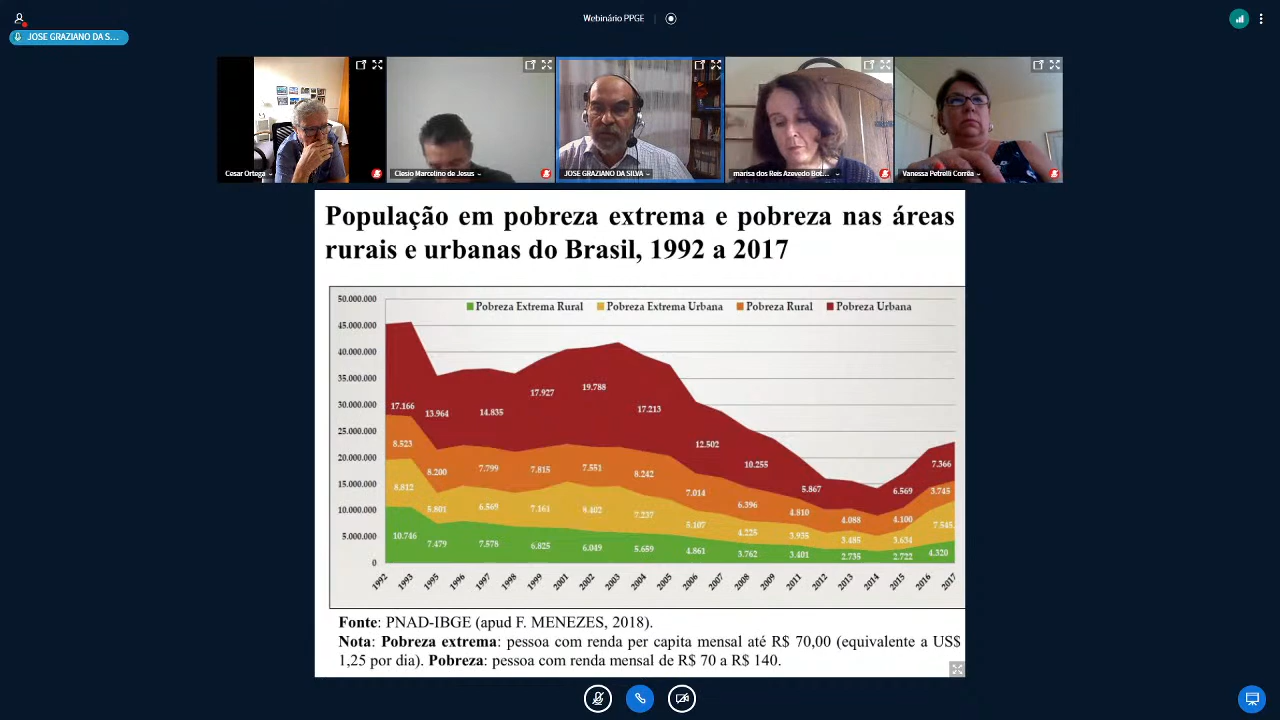 Webinário PPGE
JOSE GRAZIANO DA S...
Cesar Ortega
Clesio Marcelino de Jesus
JOSE GRAZIANO DA SILVA
marisa dos Reis Azevedo Bot...
Vanessa Petrelli Corrêa
População em pobreza extrema e pobreza nas áreas
rurais e urbanas do Brasil, 1992 a 2017
Pobreza Extrema Rural Pobreza Extrema Urbana Pobreza Rural Pobreza Urbana
50.000.000
45.000.000
40.000.000
35.000.000
30.000.000
25.000.000
20.000.000
15.000.000
10.000.000
5.000.000
0
17.166 13.964 14.835 17.927 19.788 17.213 12.502 10.255 5.867 6.569 7.366
8.523 8.200 7.799 7.815 7.551 8.242 7.014 6.396 4.810 4.088 4.100 3.745
8.812 5.801 6.569 7.161 8.402 7.237 5.107 4.225 3.935 3.485 3.634 7.545
10.746 7.479 7.578 6.825 6.049 5.659 4.861 3.762 3.401 2.735 2.722 4.320
1992 1993 1995 1996 1997 1998 1999 2001 2002 2003 2004 2005 2006 2007 2008 2009 2011 2012 2013 2014 2015 2016 2017
Fonte: PNAD-IBGE (apud F. MENEZES, 2018).
Nota: Pobreza extrema: pessoa com renda per capita mensal até R$ 70,00 (equivalente a US$
1,25 por dia). Pobreza: pessoa com renda mensal de R$ 70 a R$ 140.